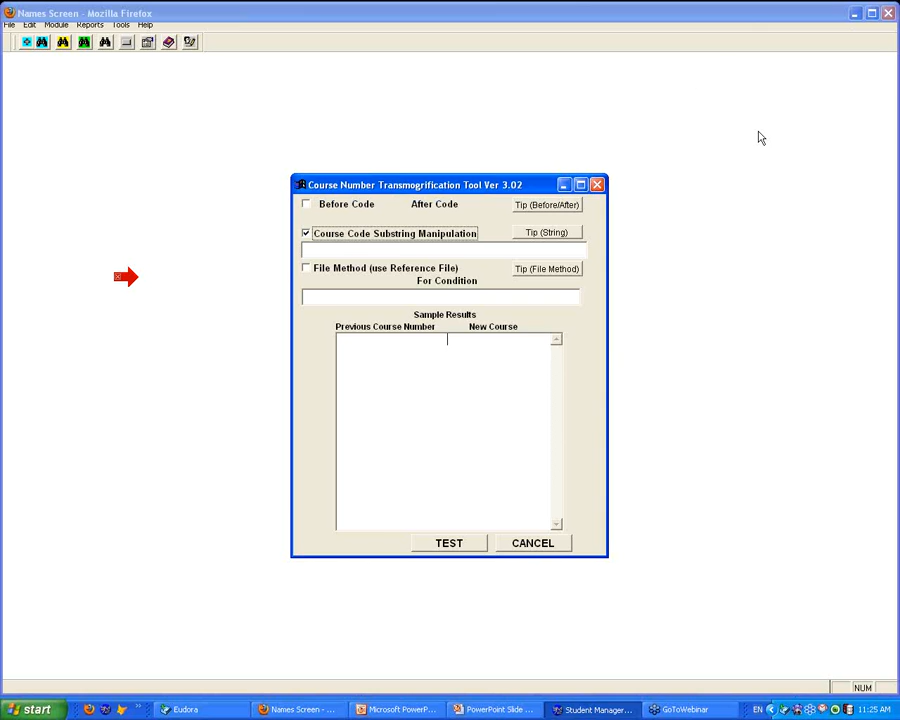 Names Screen - Mozilla Firefox
File Edit Module Reports Tools Help
Course Number Transmogrification Tool Ver 3.02
Before Code After Code Tip (Before/After)
Course Code Substring Manipulation Tip (String)
File Method (use Reference File) Tip (File Method)
For Condition
Sample Results
Previous Course Number New Course
TEST CANCEL
NUM
start Eudora Names Screen - ... Microsoft PowerP... PowerPoint Slide ... Student Manager... GoToWebinar EN 11:25 AM